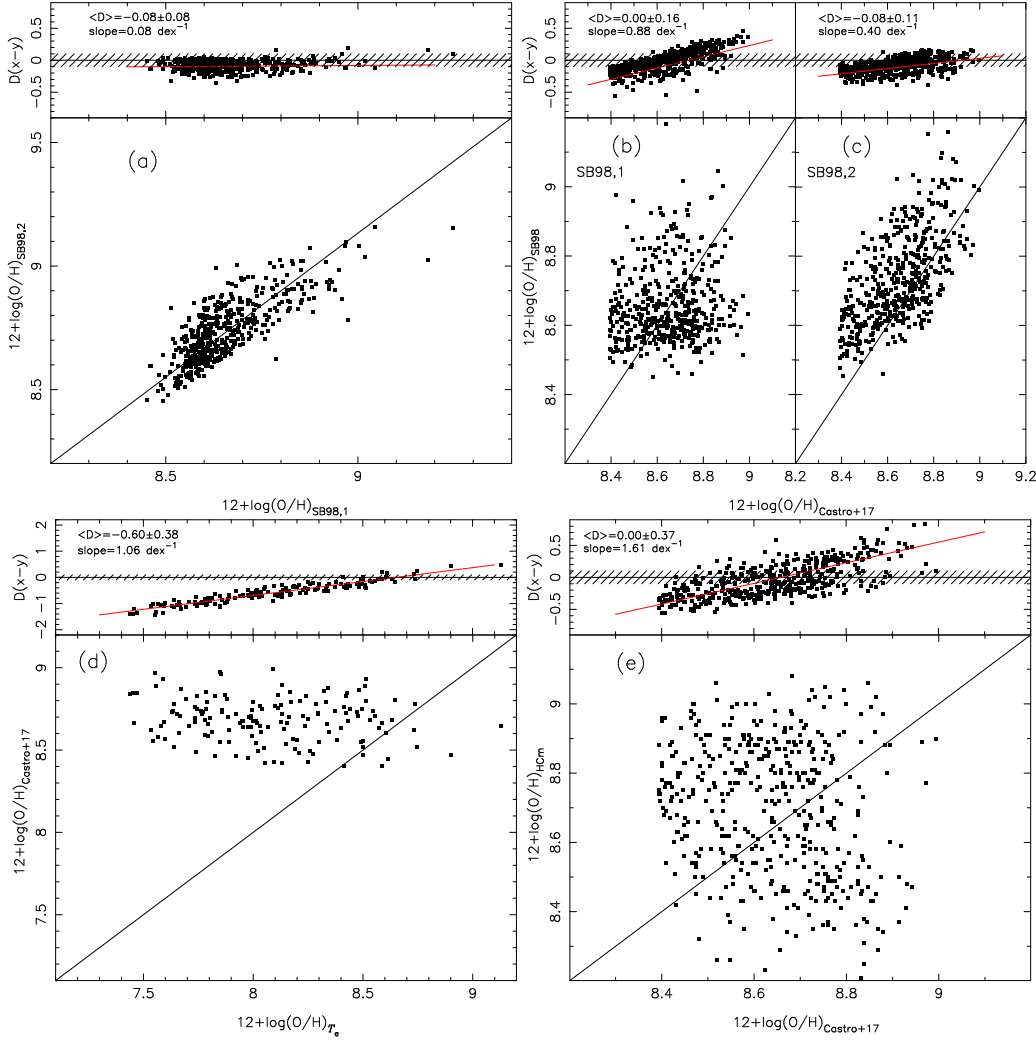 <D>=−0.08±0.08
slope=0.08 dex⁻¹
D(x−y)
0.5
0
−0.5
(a)
12+log(O/H)SB98,2
9.5
9
8.5
8.5
9
12+log(O/H)SB98,1
<D>=0.00±0.16
slope=0.88 dex⁻¹
<D>=−0.08±0.11
slope=0.40 dex⁻¹
D(x−y)
0.5
0
−0.5
(b)
SB98,1
(c)
SB98,2
12+log(O/H)SB98
9
8.8
8.6
8.4
8.4
8.6
8.8
9
8.2
8.4
8.6
8.8
9
9.2
12+log(O/H)Castro+17
<D>=−0.60±0.38
slope=1.06 dex⁻¹
D(x−y)
2
1
0
−1
−2
(d)
12+log(O/H)Castro+17
9
8.5
8
7.5
7.5
8
8.5
9
12+log(O/H)Te
<D>=0.00±0.37
slope=1.61 dex⁻¹
D(x−y)
0.5
0
−0.5
(e)
12+log(O/H)HCm
9
8.8
8.6
8.4
8.4
8.6
8.8
9
12+log(O/H)Castro+17